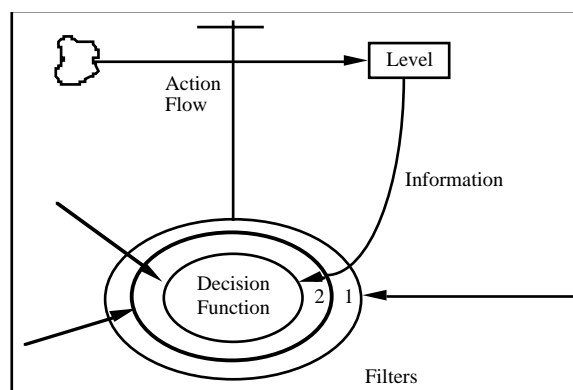 Level
Action
Flow
Information
Decision
Function
2 1
Filters